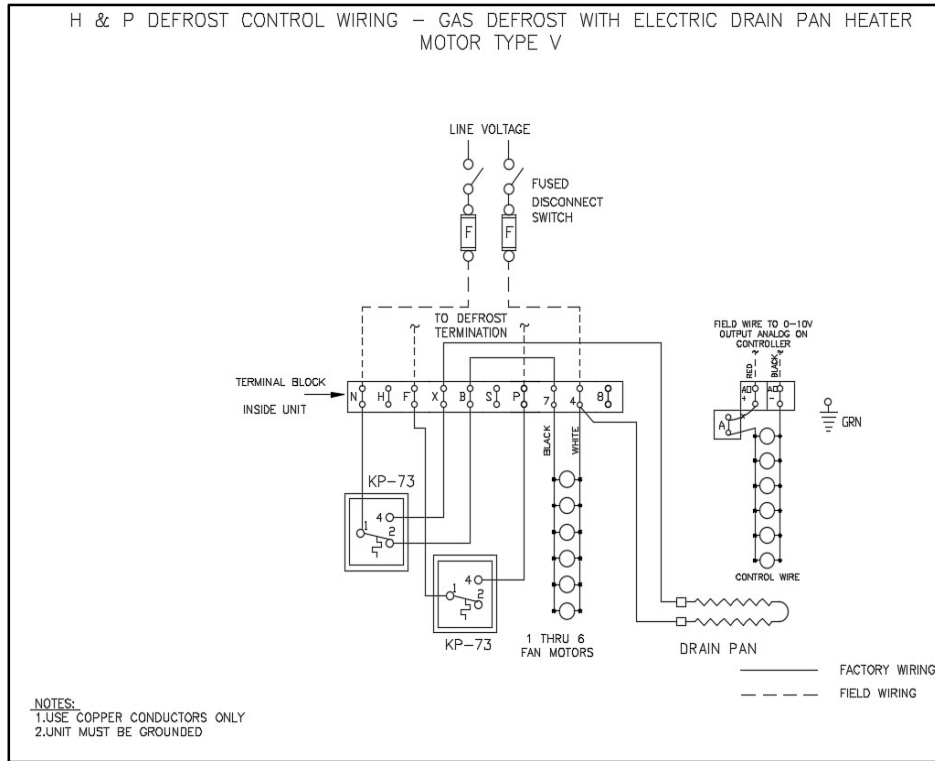 H & P DEFROST CONTROL WIRING – GAS DEFROST WITH ELECTRIC DRAIN PAN HEATER
MOTOR TYPE V
LINE VOLTAGE
FUSED
DISCONNECT
SWITCH
F F
TO DEFROST
TERMINATION
FIELD WIRE TO 0–10V
OUTPUT ANALOG ON
CONTROLLER
RED
BLACK
TERMINAL BLOCK
INSIDE UNIT
N H F X B S P 7 4 8
AO AO
+ −
A
GRN
BLACK
WHITE
KP–73
4
1 2
4
1 2
KP–73
CONTROL WIRE
1 THRU 6
FAN MOTORS
DRAIN PAN
FACTORY WIRING
FIELD WIRING
NOTES:
1.USE COPPER CONDUCTORS ONLY
2.UNIT MUST BE GROUNDED